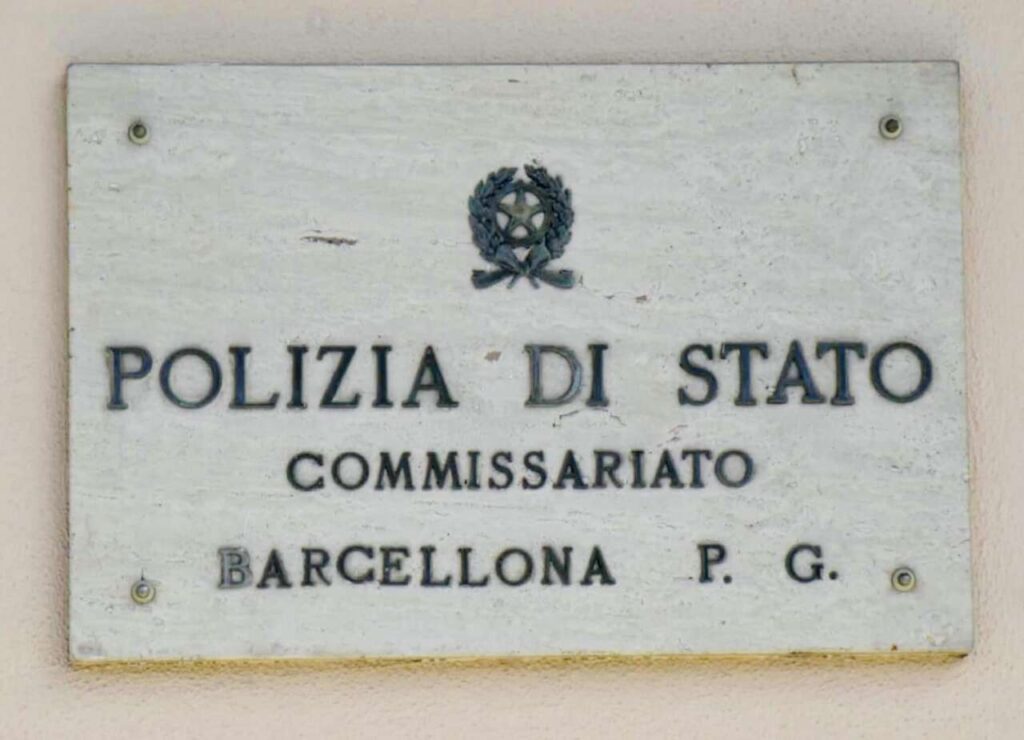 POLIZIA DI STATO
COMMISSARIATO
BARCELLONA P. G.